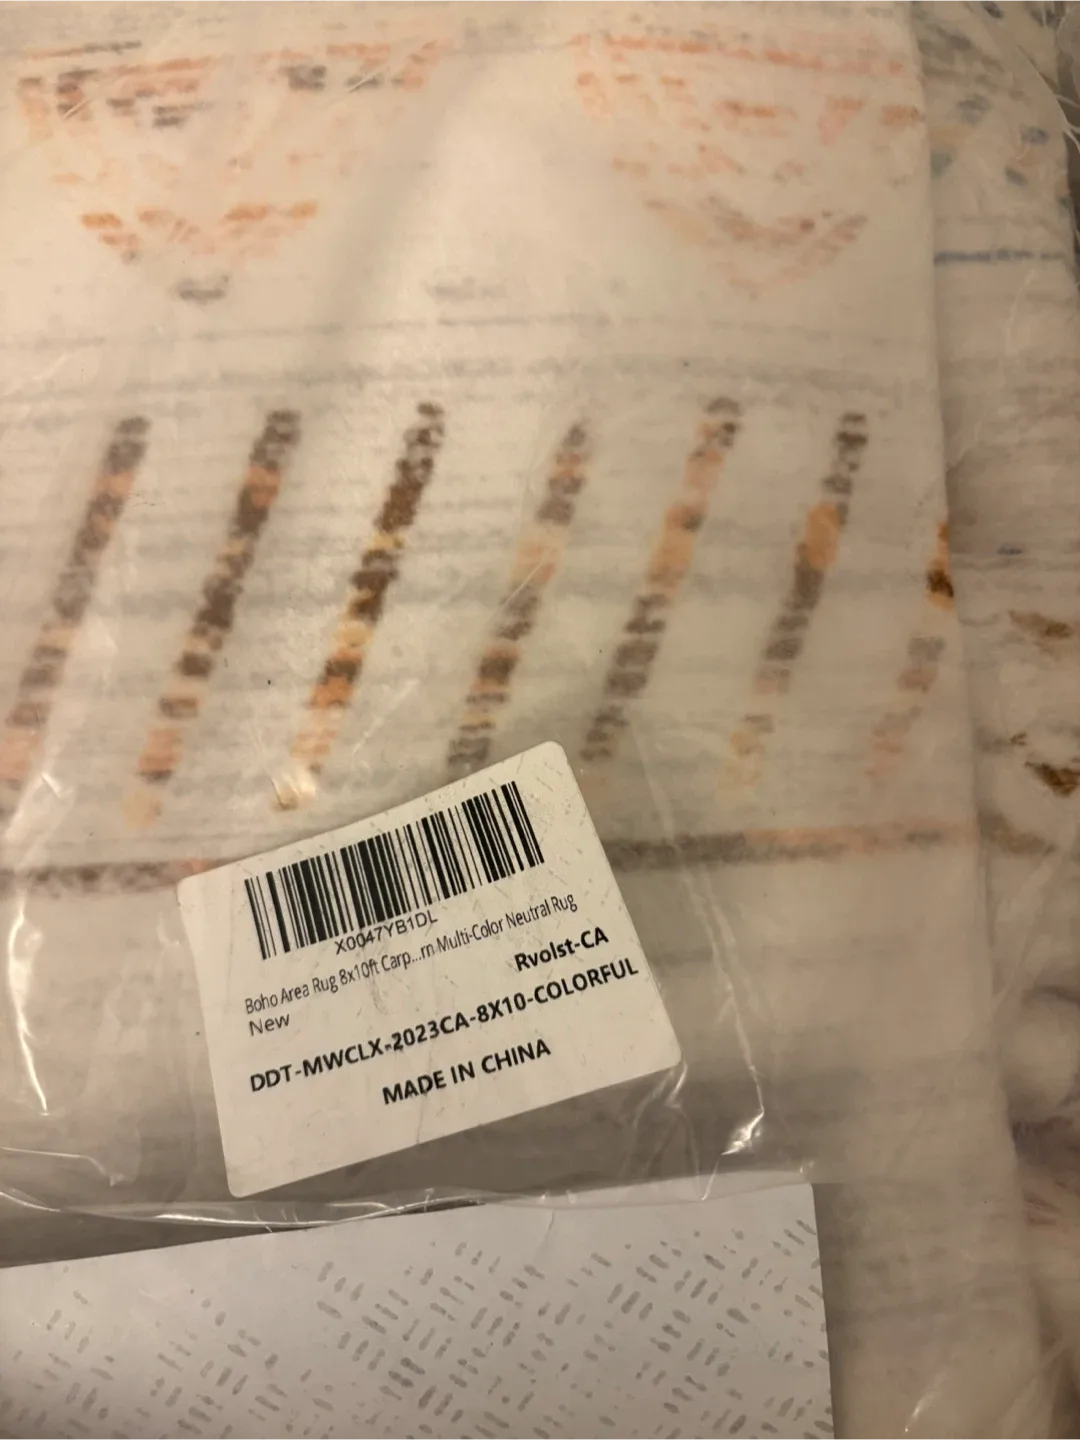 X0047YB1DL
Boho Area Rug 8x10ft Carp...rn Multi-Color Neutral Rug
New
Rvolst-CA
DDT-MWCLX-2023CA-8X10-COLORFUL
MADE IN CHINA